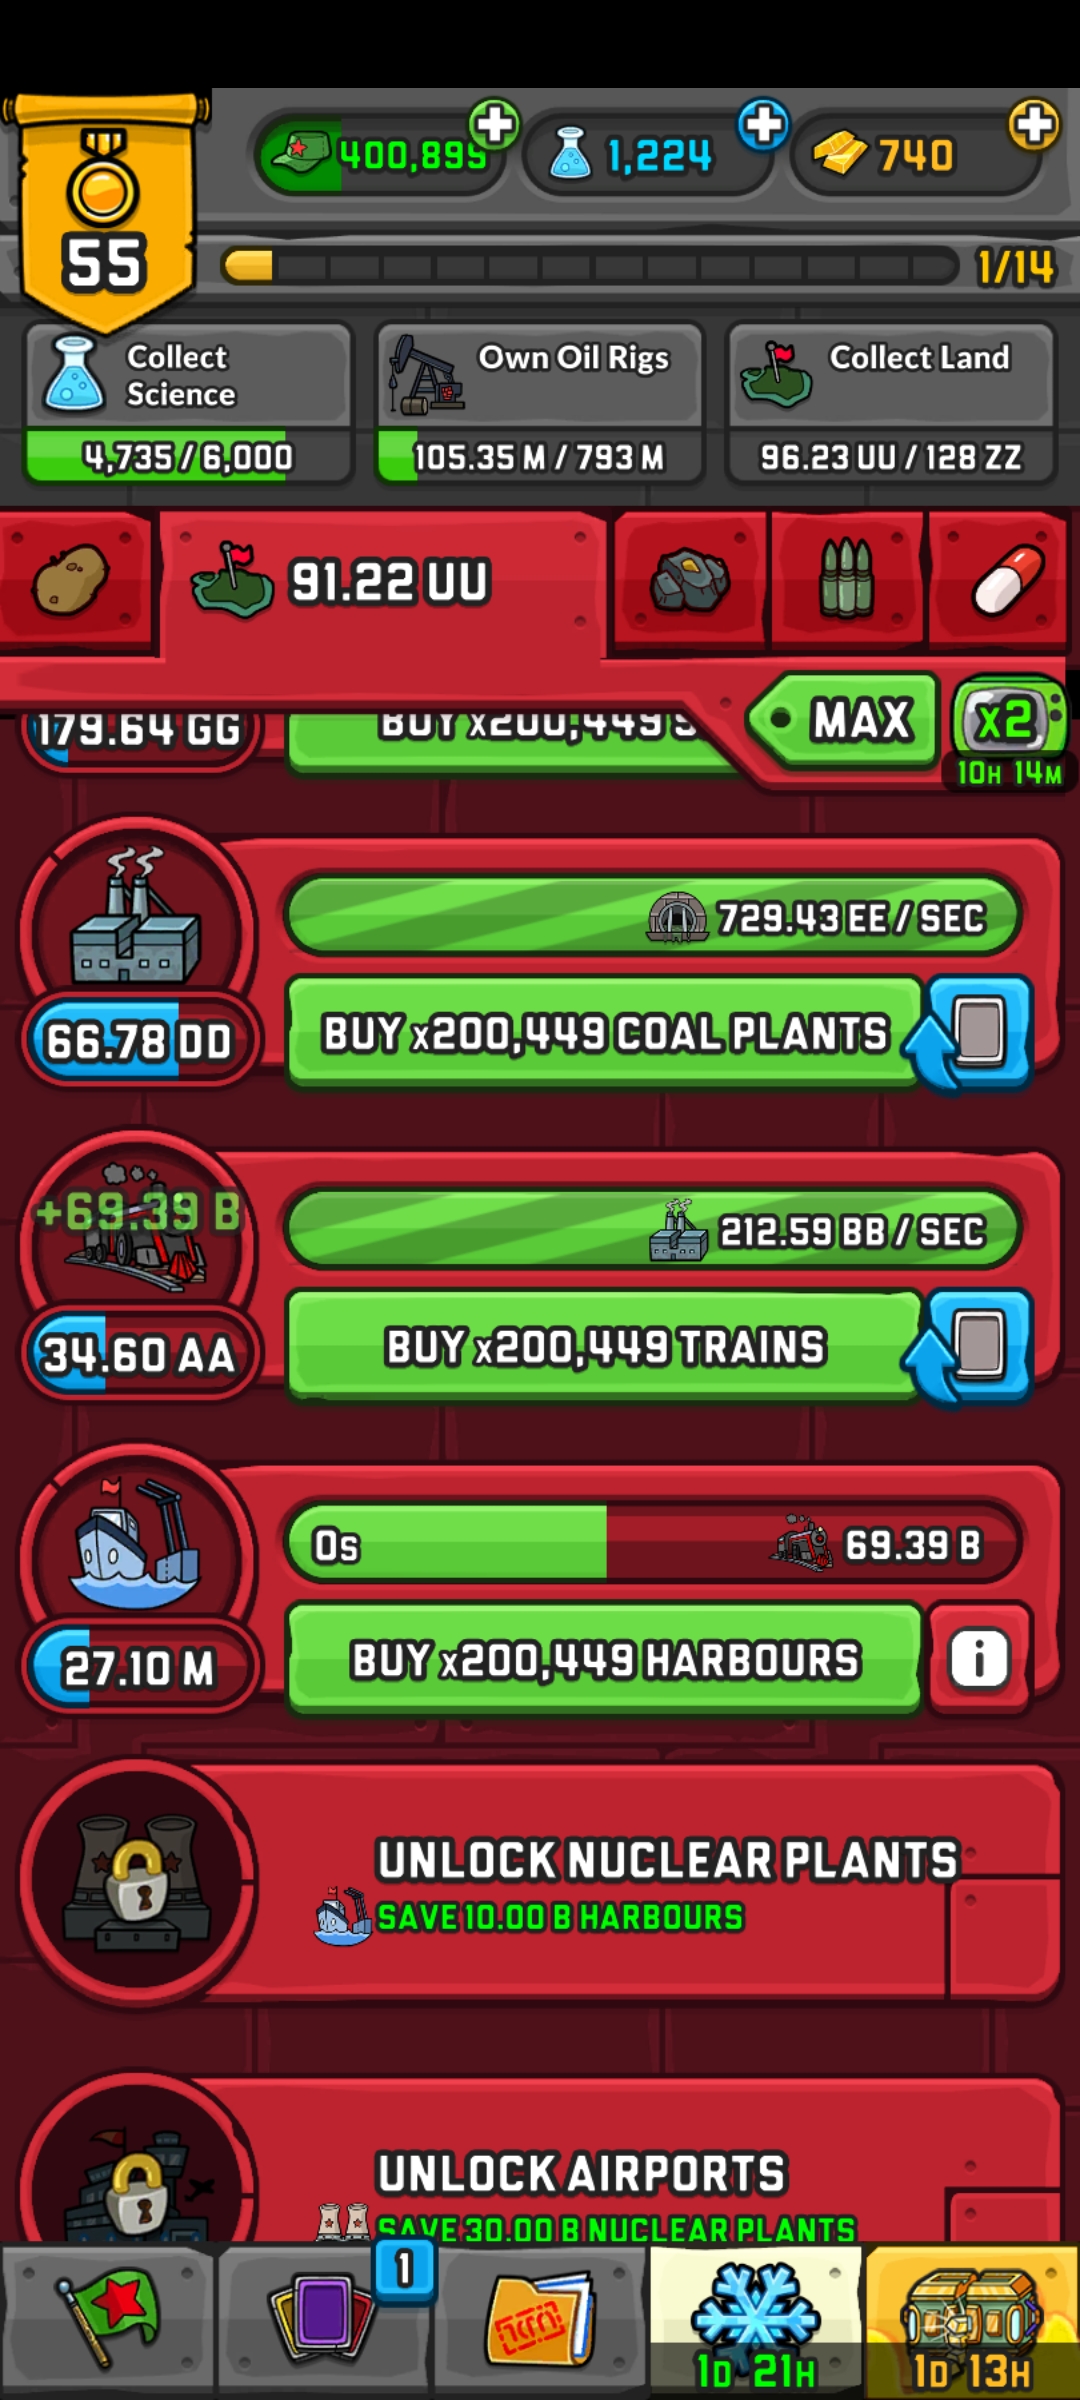 400,899
1,224
740
55
1/14
Collect
Science
Own Oil Rigs
Collect Land
4,735 / 6,000
105.35 M / 793 M
96.23 UU / 128 ZZ
91.22 UU
MAX
x2
10H 14M
179.64 GG
BUY x200,449 S
729.43 EE / SEC
66.78 DD
BUY x200,449 COAL PLANTS
+69.39 B
212.59 BB / SEC
34.60 AA
BUY x200,449 TRAINS
0s
69.39 B
27.10 M
BUY x200,449 HARBOURS
i
UNLOCK NUCLEAR PLANTS
SAVE 10.00 B HARBOURS
UNLOCK AIRPORTS
SAVE 30.00 B NUCLEAR PLANTS
1
1D 21H
1D 13H